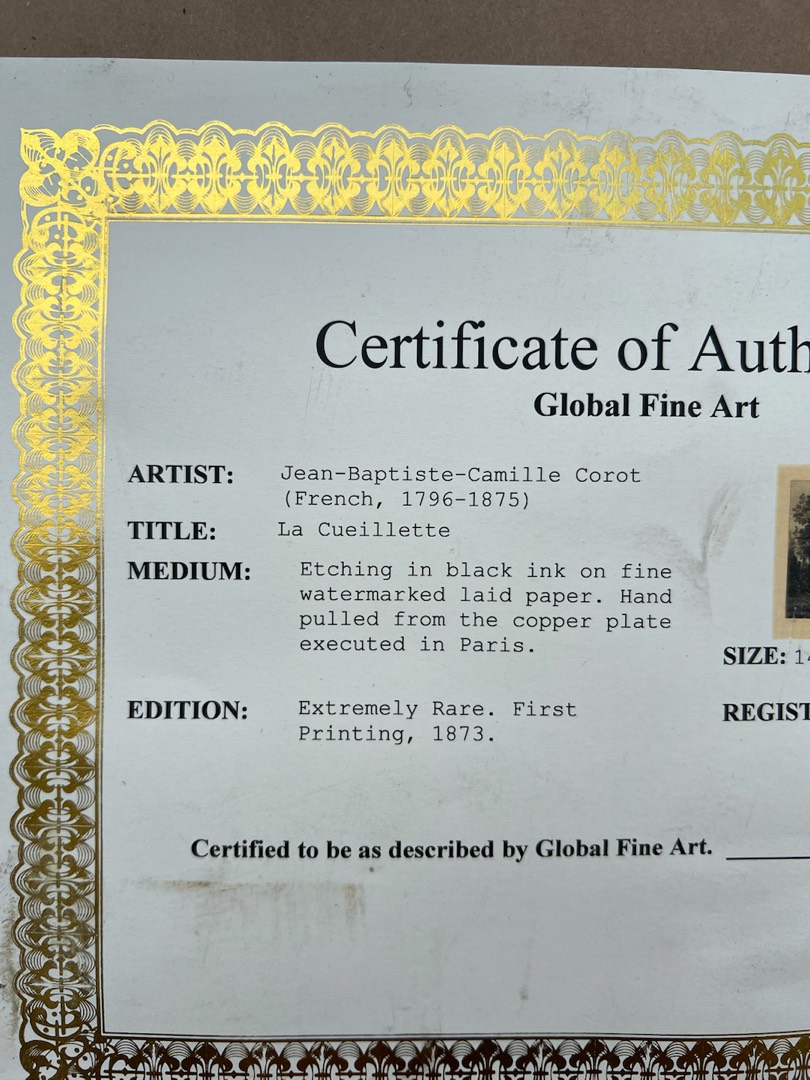 Certificate of Auth
Global Fine Art
ARTIST: Jean-Baptiste-Camille Corot
(French, 1796-1875)
TITLE: La Cueillette
MEDIUM: Etching in black ink on fine
watermarked laid paper. Hand
pulled from the copper plate
executed in Paris.
SIZE: 14
EDITION: Extremely Rare. First
Printing, 1873.
REGIST
Certified to be as described by Global Fine Art.